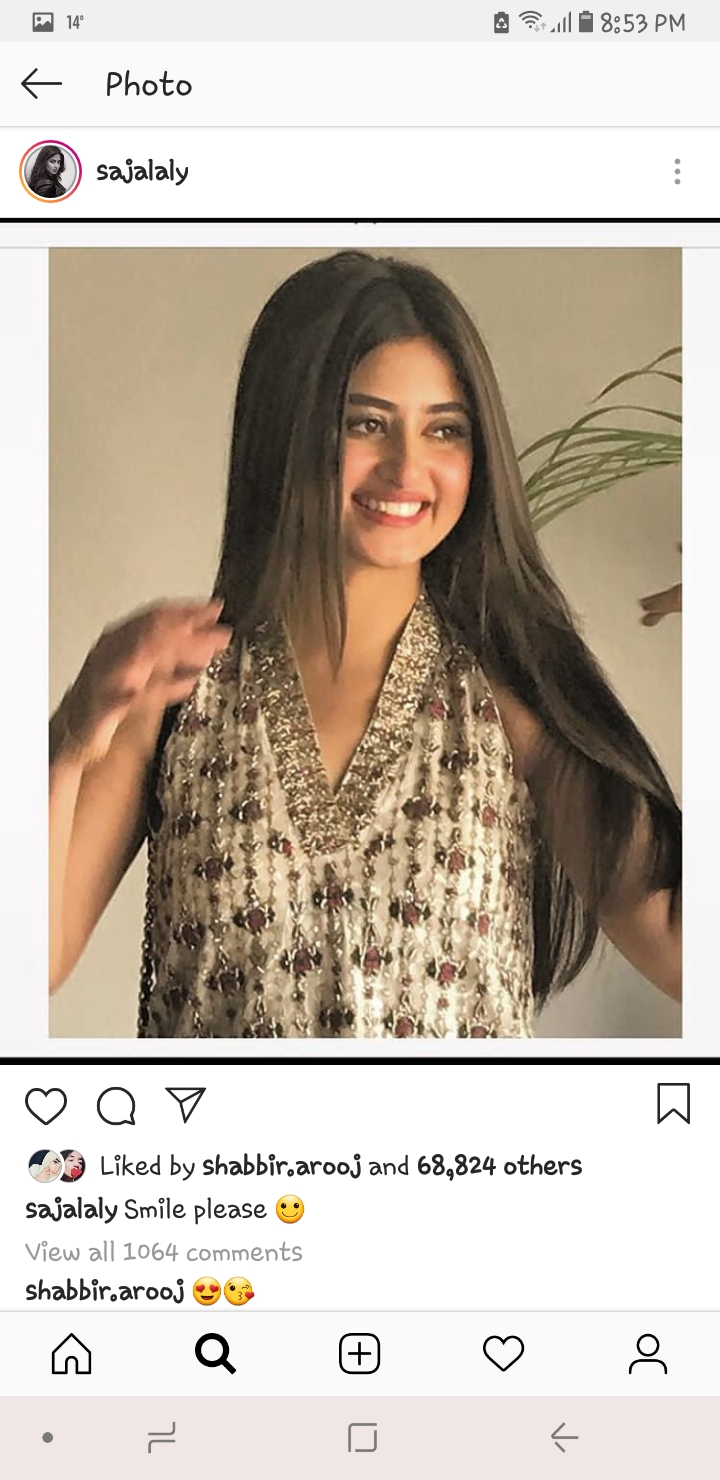 14°
8:53 PM
Photo
sajalaly
Liked by shabbir.arooj and 68,824 others
sajalaly Smile please 🙂
View all 1064 comments
shabbir.arooj 😍😘